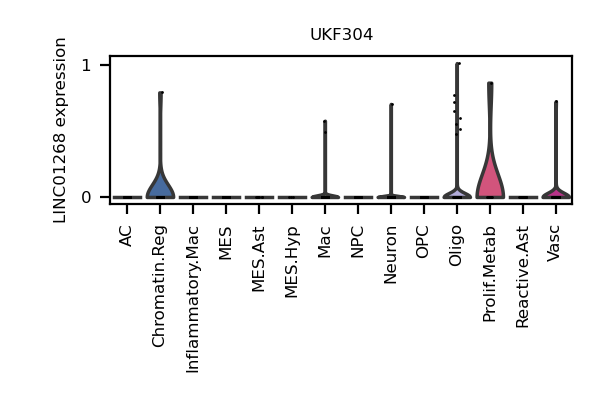 UKF304
LINC01268 expression
1
0
AC
Chromatin.Reg
Inflammatory.Mac
MES
MES.Ast
MES.Hyp
Mac
NPC
Neuron
OPC
Oligo
Prolif.Metab
Reactive.Ast
Vasc